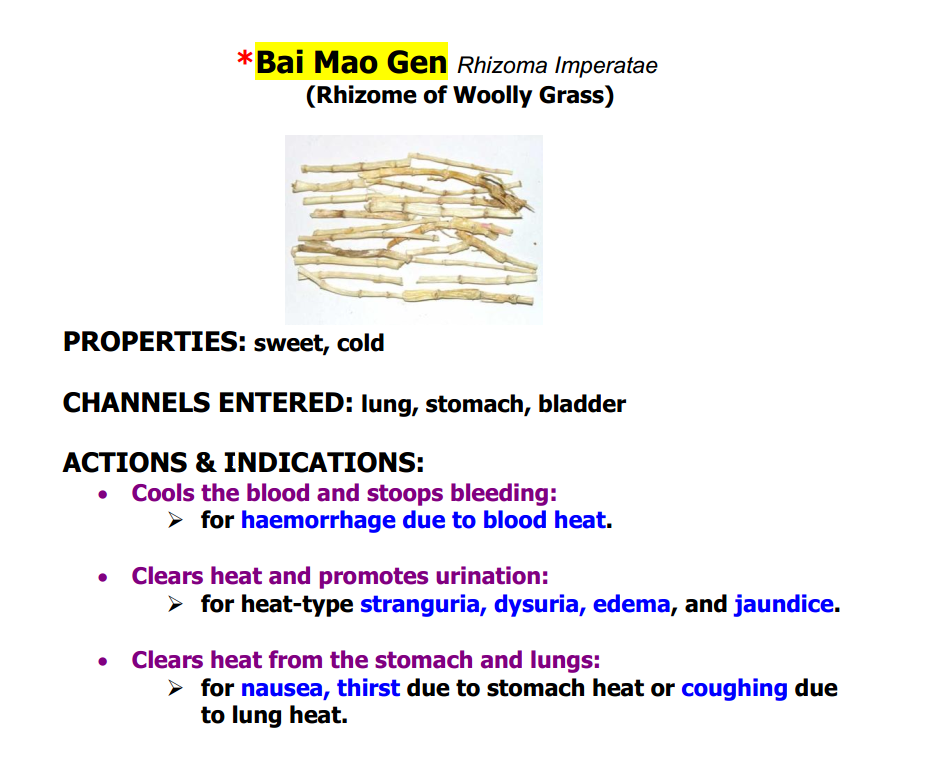 *Bai Mao Gen Rhizoma Imperatae
(Rhizome of Woolly Grass)
PROPERTIES: sweet, cold
CHANNELS ENTERED: lung, stomach, bladder
ACTIONS & INDICATIONS:
• Cools the blood and stoops bleeding:
➢ for haemorrhage due to blood heat.
• Clears heat and promotes urination:
➢ for heat-type stranguria, dysuria, edema, and jaundice.
• Clears heat from the stomach and lungs:
➢ for nausea, thirst due to stomach heat or coughing due
to lung heat.